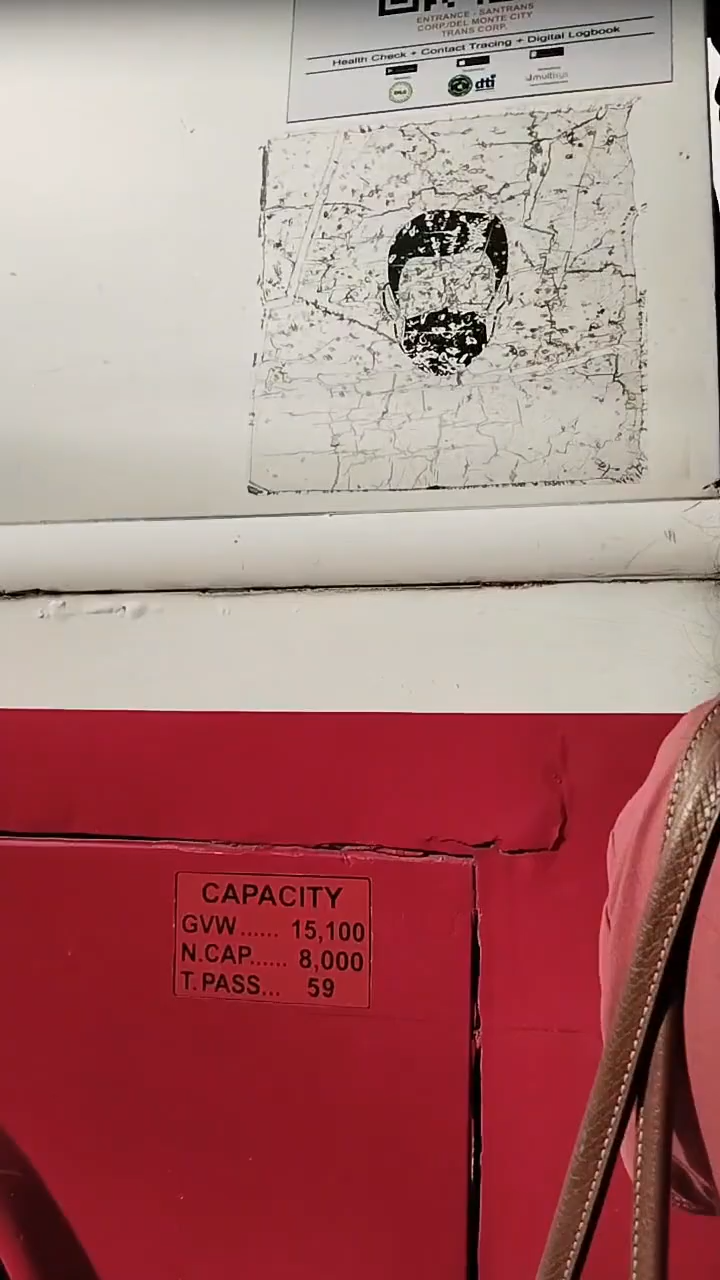 ENTRANCE - SANTRANS
CORP./DEL MONTE CITY
TRANS CORP.
Health Check + Contact Tracing + Digital Logbook
dti
multisys
CAPACITY
GVW...... 15,100
N.CAP...... 8,000
T.PASS... 59